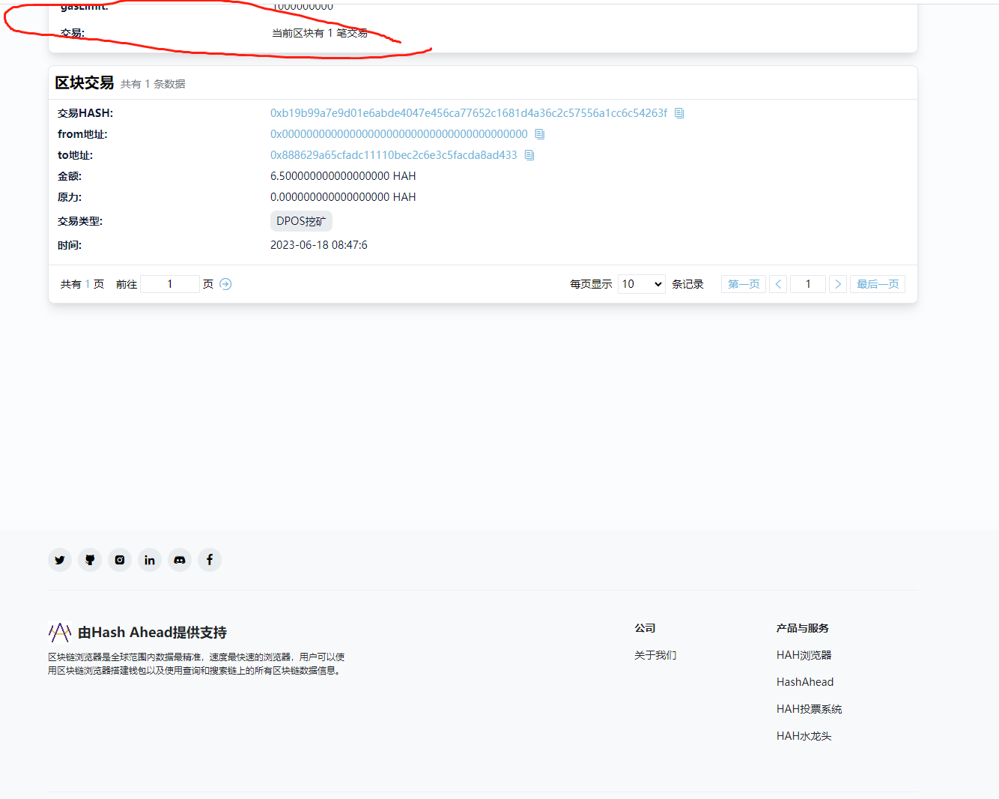 gasLimit: 1000000000
交易: 当前区块有 1 笔交易
区块交易 共有 1 条数据
交易HASH: 0xb19b99a7e9d01e6abde4047e456ca77652c1681d4a36c2c57556a1cc6c54263f
from地址: 0x0000000000000000000000000000000000000000
to地址: 0x888629a65cfadc11110bec2c6e3c5facda8ad433
金额: 6.500000000000000000 HAH
原力: 0.000000000000000000 HAH
交易类型: DPOS挖矿
时间: 2023-06-18 08:47:6
共有 1 页 前往 1 页 每页显示 10 条记录 第一页 1 最后一页
由Hash Ahead提供支持
区块链浏览器是全球范围内数据最精准，速度最快速的浏览器，用户可以使
用区块链浏览器搭建钱包以及使用查询和搜索链上的所有区块链数据信息。
公司
关于我们
产品与服务
HAH浏览器
HashAhead
HAH投票系统
HAH水龙头